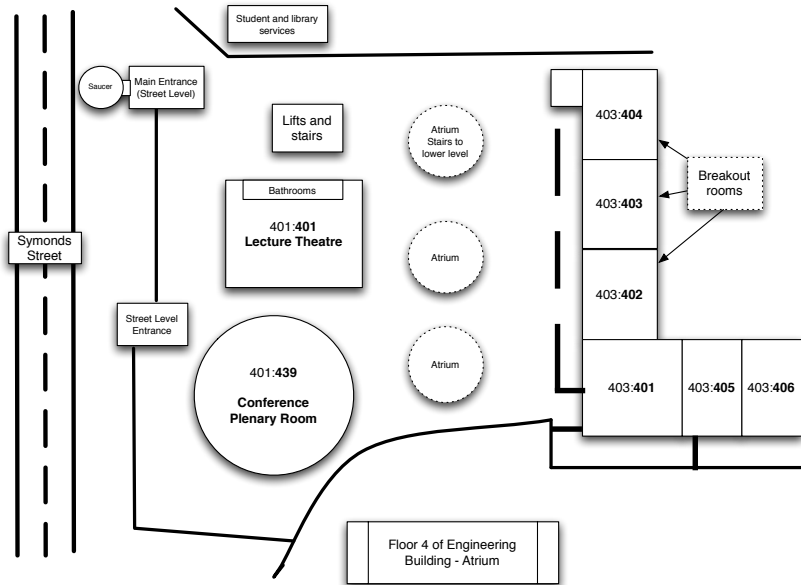 Student and library
services
Saucer
Main Entrance
(Street Level)
Lifts and
stairs
Atrium
Stairs to
lower level
403:404
Breakout
rooms
Bathrooms
401:401
Lecture Theatre
403:403
Symonds
Street
Atrium
403:402
Street Level
Entrance
401:439
Conference
Plenary Room
Atrium
403:401
403:405
403:406
Floor 4 of Engineering
Building - Atrium